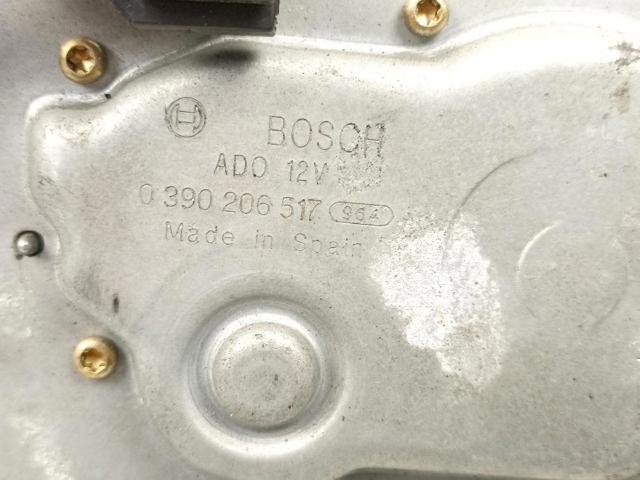 BOSCH
ADO 12V
0 390 206 517 964
Made in Spain